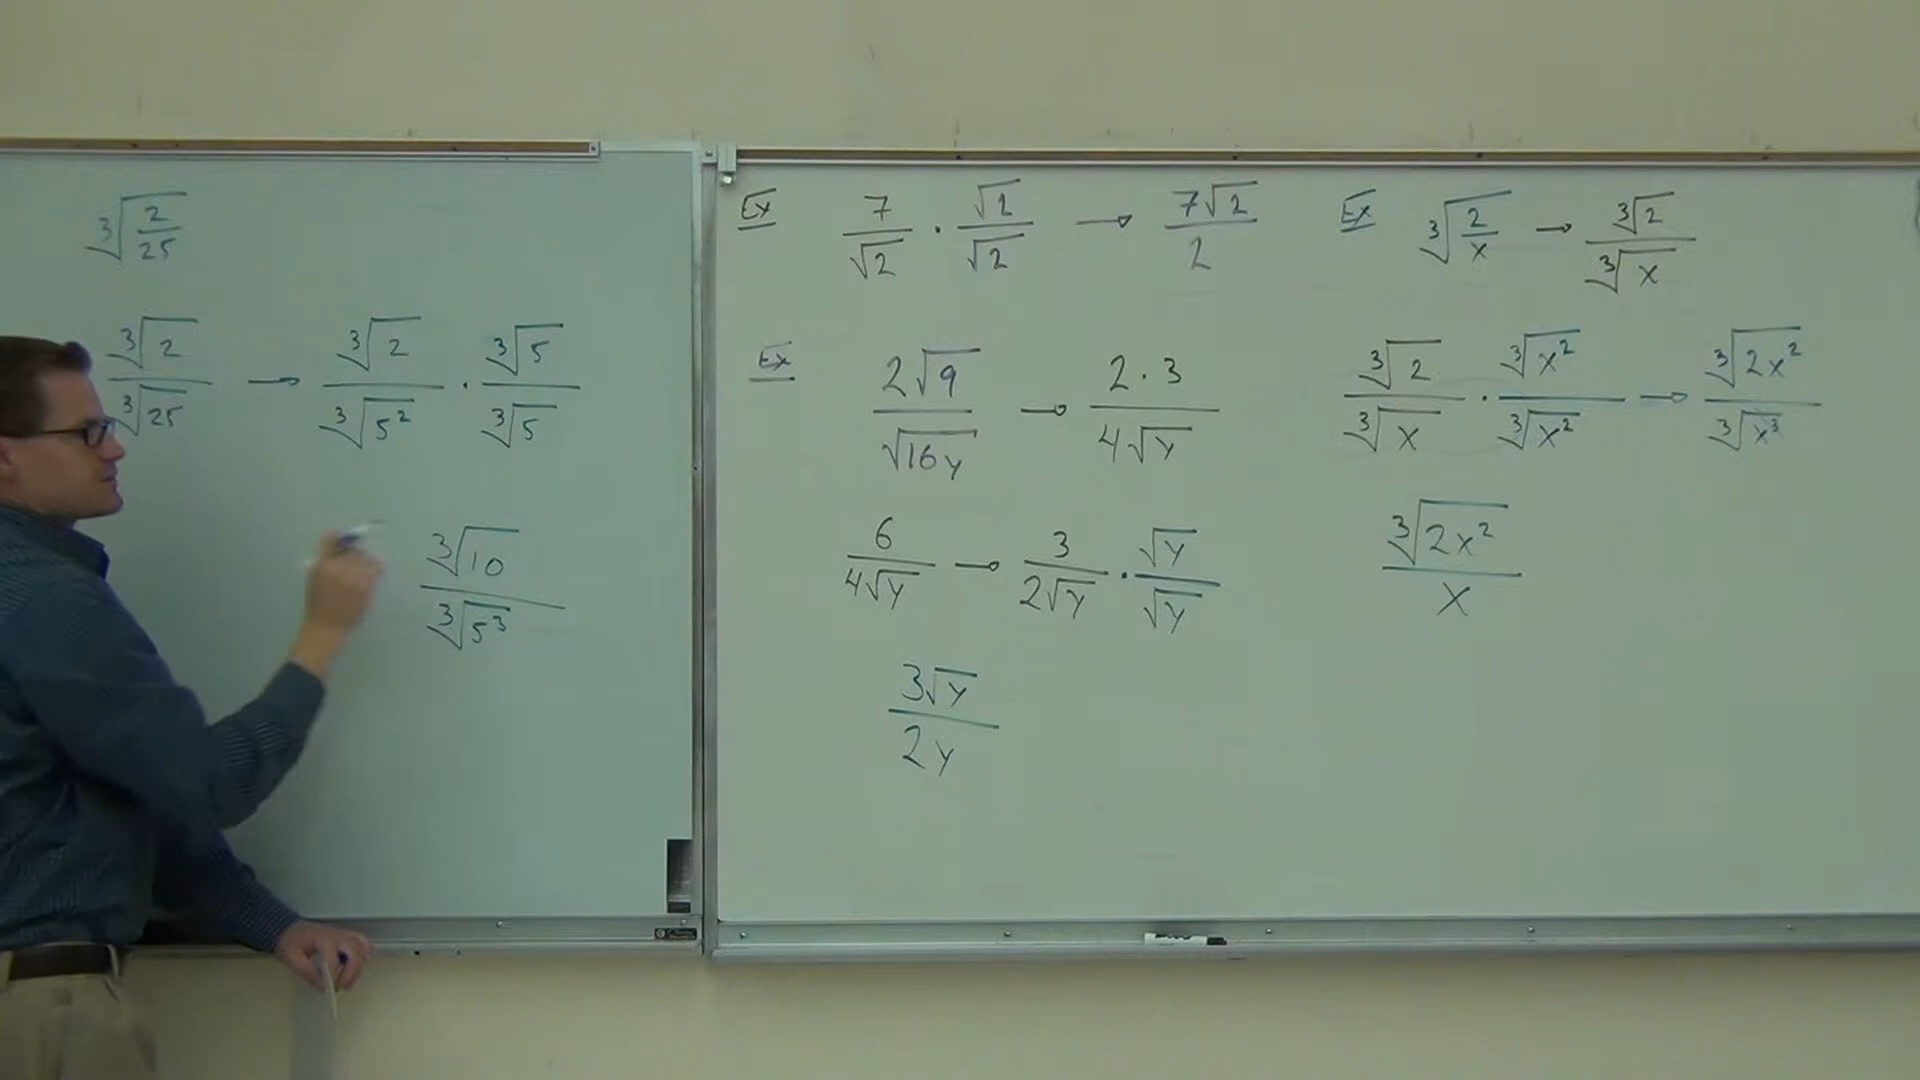 ∛(2/25)
∛2/∛25 → ∛2/∛(5²) · ∛5/∛5
∛10/∛(5³)
Ex 7/√2 · √2/√2 → 7√2/2
Ex 2√9/√(16y) → 2·3/4√y
6/4√y → 3/2√y · √y/√y
3√y/2y
Ex ∛(2/x) → ∛2/∛x
∛2/∛x · ∛(x²)/∛(x²) → ∛(2x²)/∛(x³)
∛(2x²)/x